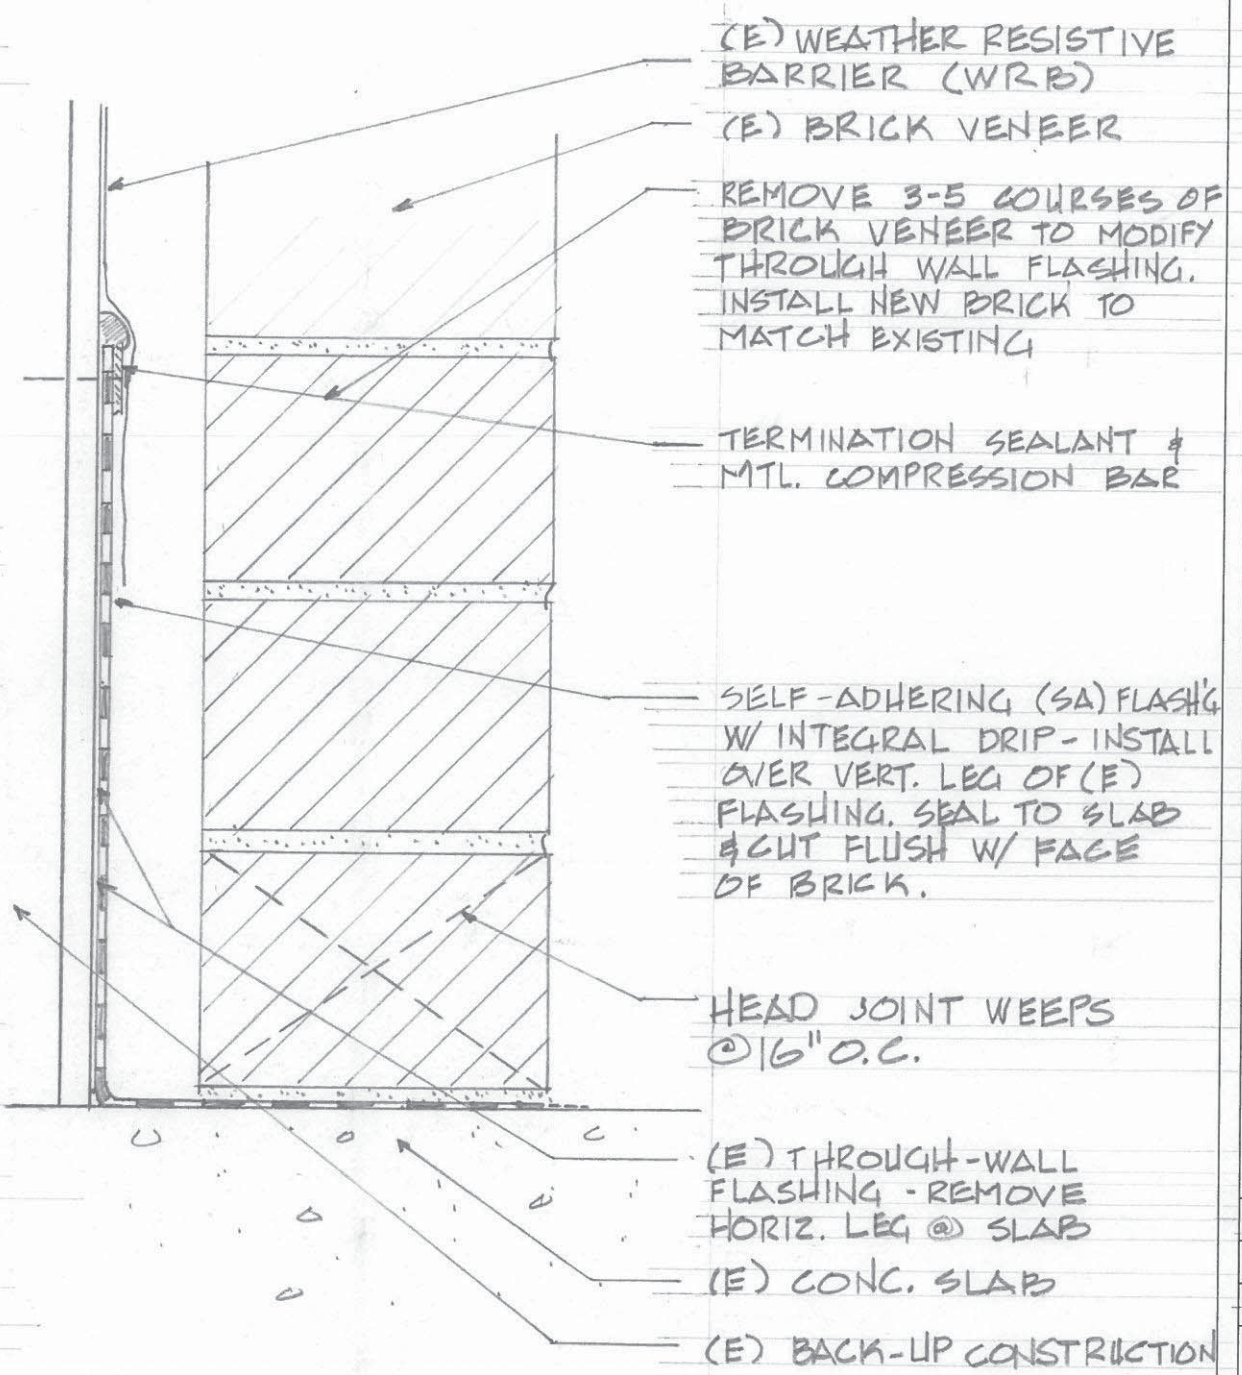 (E) WEATHER RESISTIVE
BARRIER (WRB)
(E) BRICK VENEER
REMOVE 3-5 COURSES OF
BRICK VENEER TO MODIFY
THROUGH WALL FLASHING.
INSTALL NEW BRICK TO
MATCH EXISTING
TERMINATION SEALANT &
MTL. COMPRESSION BAR
SELF-ADHERING (SA) FLASH'G
W/ INTEGRAL DRIP - INSTALL
OVER VERT. LEG OF (E)
FLASHING. SEAL TO SLAB
& CUT FLUSH W/ FACE
OF BRICK.
HEAD JOINT WEEPS
@ 16" O.C.
(E) THROUGH-WALL
FLASHING - REMOVE
HORIZ. LEG @ SLAB
(E) CONC. SLAB
(E) BACK-UP CONSTRUCTION